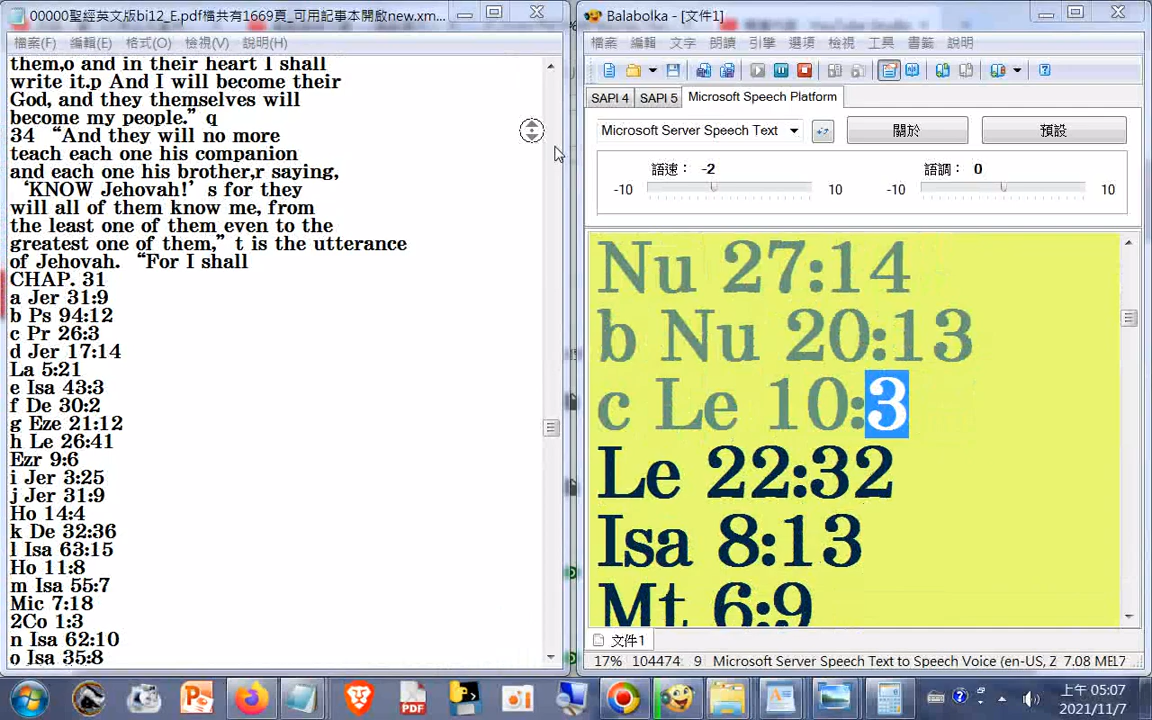 00000聖經英文版bi12_E.pdf檔共有1669頁_可用記事本開啟new.xm...
檔案(F) 編輯(E) 格式(O) 檢視(V) 說明(H)
them,o and in their heart I shall
write it.p And I will become their
God, and they themselves will
become my people.” q
34 “And they will no more
teach each one his companion
and each one his brother,r saying,
‘KNOW Jehovah!’ s for they
will all of them know me, from
the least one of them even to the
greatest one of them,” t is the utterance
of Jehovah. “For I shall
CHAP. 31
a Jer 31:9
b Ps 94:12
c Pr 26:3
d Jer 17:14
La 5:21
e Isa 43:3
f De 30:2
g Eze 21:12
h Le 26:41
Ezr 9:6
i Jer 3:25
j Jer 31:9
Ho 14:4
k De 32:36
l Isa 63:15
Ho 11:8
m Isa 55:7
Mic 7:18
2Co 1:3
n Isa 62:10
o Isa 35:8
Balabolka - [文件1]
檔案 編輯 文字 朗讀 引擎 選項 檢視 工具 書籤 說明
SAPI 4 SAPI 5 Microsoft Speech Platform
Microsoft Server Speech Text 關於 預設
語速： -2 語調： 0
-10 10 -10 10
Nu 27:14
b Nu 20:13
c Le 10:3
Le 22:32
Isa 8:13
Mt 6:9
文件1
17% 104474: 9 Microsoft Server Speech Text to Speech Voice (en-US, Z 7.08 MEL7
PDF
上午 05:07
2021/11/7